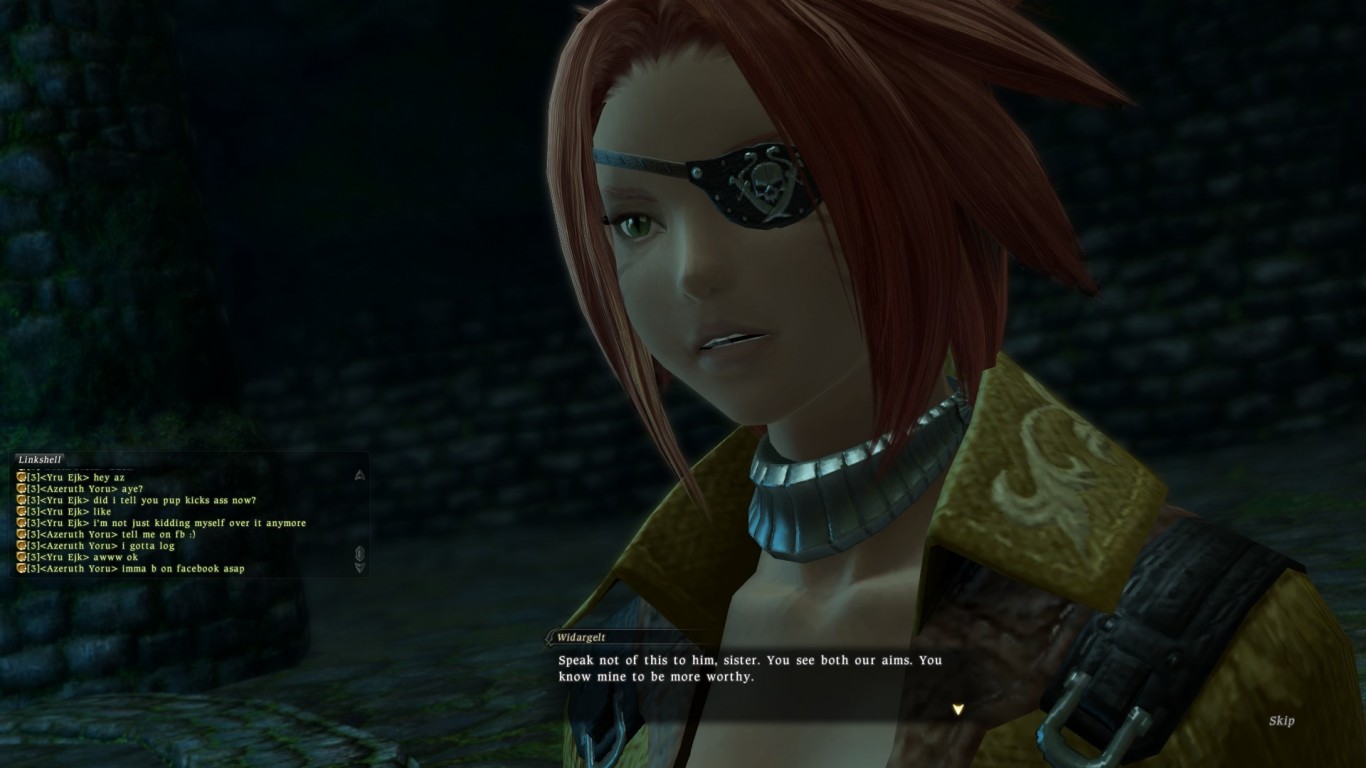 Linkshell
[3]<Yru Ejk> hey az
[3]<Azeruth Yoru> aye?
[3]<Yru Ejk> did i tell you pup kicks ass now?
[3]<Yru Ejk> like
[3]<Yru Ejk> i'm not just kidding myself over it anymore
[3]<Azeruth Yoru> tell me on fb :)
[3]<Azeruth Yoru> i gotta log
[3]<Yru Ejk> awww ok
[3]<Azeruth Yoru> imma b on facebook asap
Widargelt
Speak not of this to him, sister. You see both our aims. You
know mine to be more worthy.
Skip